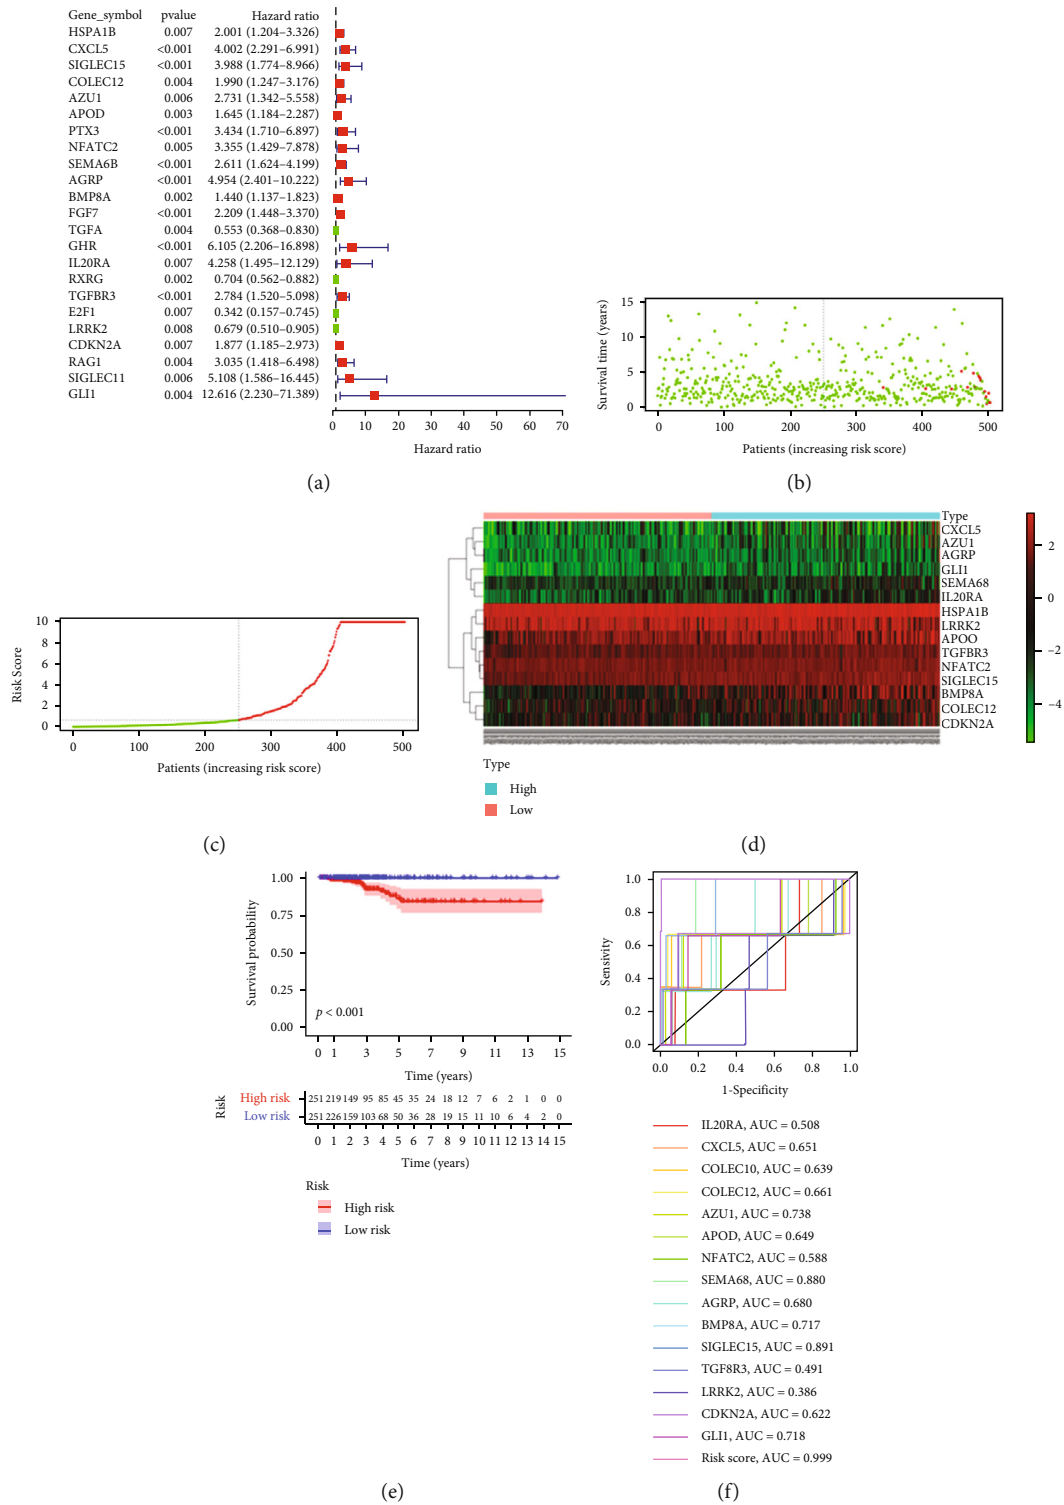 Gene_symbol pvalue Hazard ratio
HSPA1B 0.007 2.001 (1.204–3.326)
CXCL5 <0.001 4.002 (2.291–6.991)
SIGLEC15 <0.001 3.988 (1.774–8.966)
COLEC12 0.004 1.990 (1.247–3.176)
AZU1 0.006 2.731 (1.342–5.558)
APOD 0.003 1.645 (1.184–2.287)
PTX3 <0.001 3.434 (1.710–6.897)
NFATC2 0.005 3.355 (1.429–7.878)
SEMA6B <0.001 2.611 (1.624–4.199)
AGRP <0.001 4.954 (2.401–10.222)
BMP8A 0.002 1.440 (1.137–1.823)
FGF7 <0.001 2.209 (1.448–3.370)
TGFA 0.004 0.553 (0.368–0.830)
GHR <0.001 6.105 (2.206–16.898)
IL20RA 0.007 4.258 (1.495–12.129)
RXRG 0.002 0.704 (0.562–0.882)
TGFBR3 <0.001 2.784 (1.520–5.098)
E2F1 0.007 0.342 (0.157–0.745)
LRRK2 0.008 0.679 (0.510–0.905)
CDKN2A 0.007 1.877 (1.185–2.973)
RAG1 0.004 3.035 (1.418–6.498)
SIGLEC11 0.006 5.108 (1.586–16.445)
GLI1 0.004 12.616 (2.230–71.389)
0 10 20 30 40 50 60 70
Hazard ratio
(a)
Survival time (years)
15
10
5
0
0 100 200 300 400 500
Patients (increasing risk score)
(b)
Risk Score
10
8
6
4
2
0
0 100 200 300 400 500
Patients (increasing risk score)
(c)
Type
CXCL5
AZU1
AGRP
GLI1
SEMA68
IL20RA
HSPA1B
LRRK2
APOO
TGFBR3
NFATC2
SIGLEC15
BMP8A
COLEC12
CDKN2A
2
0
−2
−4
Type
High
Low
(d)
Survival probability
1.00
0.75
0.50
0.25
0.00
p < 0.001
0 1 3 5 7 9 11 13 15
Time (years)
Risk
High risk 251 219 149 95 85 45 35 24 18 12 7 6 2 1 0 0
Low risk 251 226 159 103 68 50 36 28 19 15 11 10 6 4 2 0
0 1 2 3 4 5 6 7 8 9 10 11 12 13 14 15
Time (years)
Risk
High risk
Low risk
(e)
Sensivity
1.0
0.8
0.6
0.4
0.2
0.0
0.0 0.2 0.4 0.6 0.8 1.0
1-Specificity
IL20RA, AUC = 0.508
CXCL5, AUC = 0.651
COLEC10, AUC = 0.639
COLEC12, AUC = 0.661
AZU1, AUC = 0.738
APOD, AUC = 0.649
NFATC2, AUC = 0.588
SEMA68, AUC = 0.880
AGRP, AUC = 0.680
BMP8A, AUC = 0.717
SIGLEC15, AUC = 0.891
TGF8R3, AUC = 0.491
LRRK2, AUC = 0.386
CDKN2A, AUC = 0.622
GLI1, AUC = 0.718
Risk score, AUC = 0.999
(f)